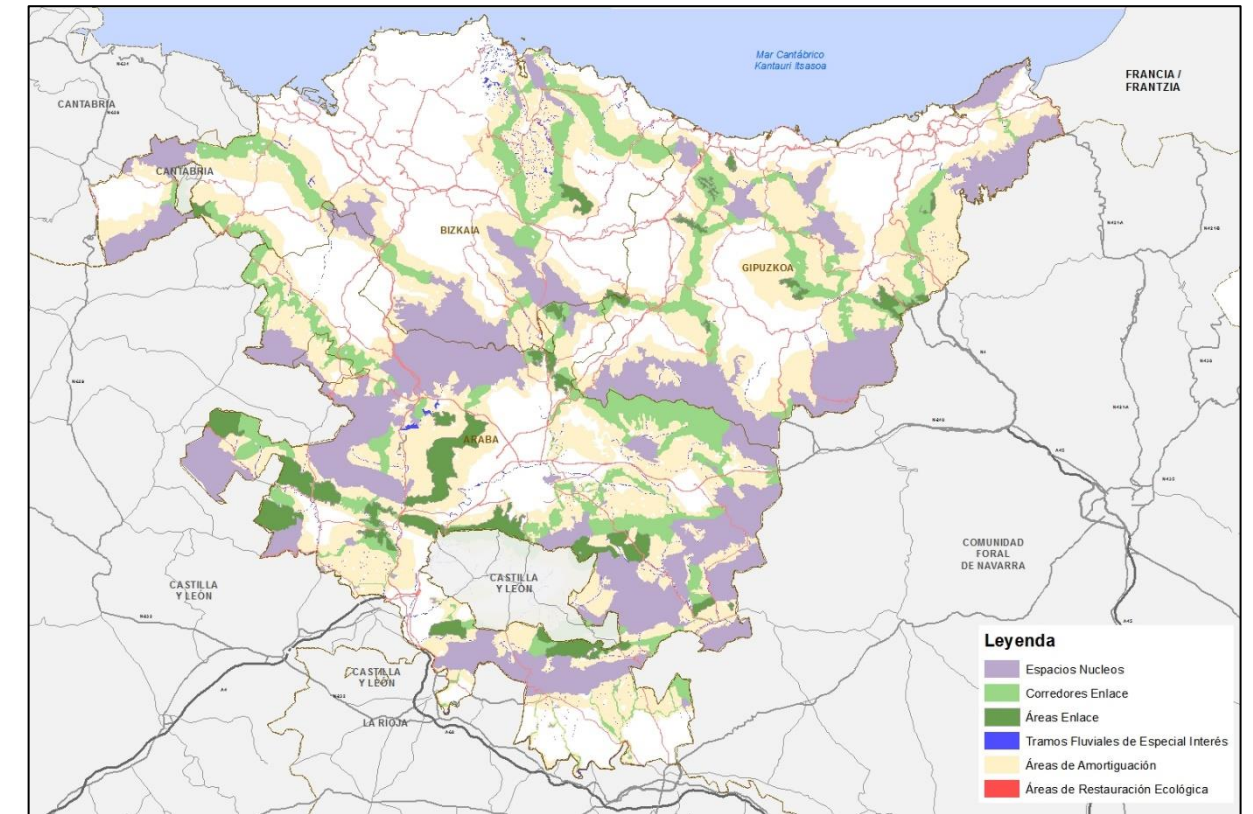 Mar Cantábrico
Kantauri Itsasoa
FRANCIA /
FRANTZIA
CANTABRIA
CANTABRIA
BIZKAIA
GIPUZKOA
ARABA
COMUNIDAD
FORAL
DE NAVARRA
CASTILLA
Y LEÓN
CASTILLA
Y LEÓN
CASTILLA
Y LEÓN
LA RIOJA
Leyenda
Espacios Nucleos
Corredores Enlace
Áreas Enlace
Tramos Fluviales de Especial Interés
Áreas de Amortiguación
Áreas de Restauración Ecológica